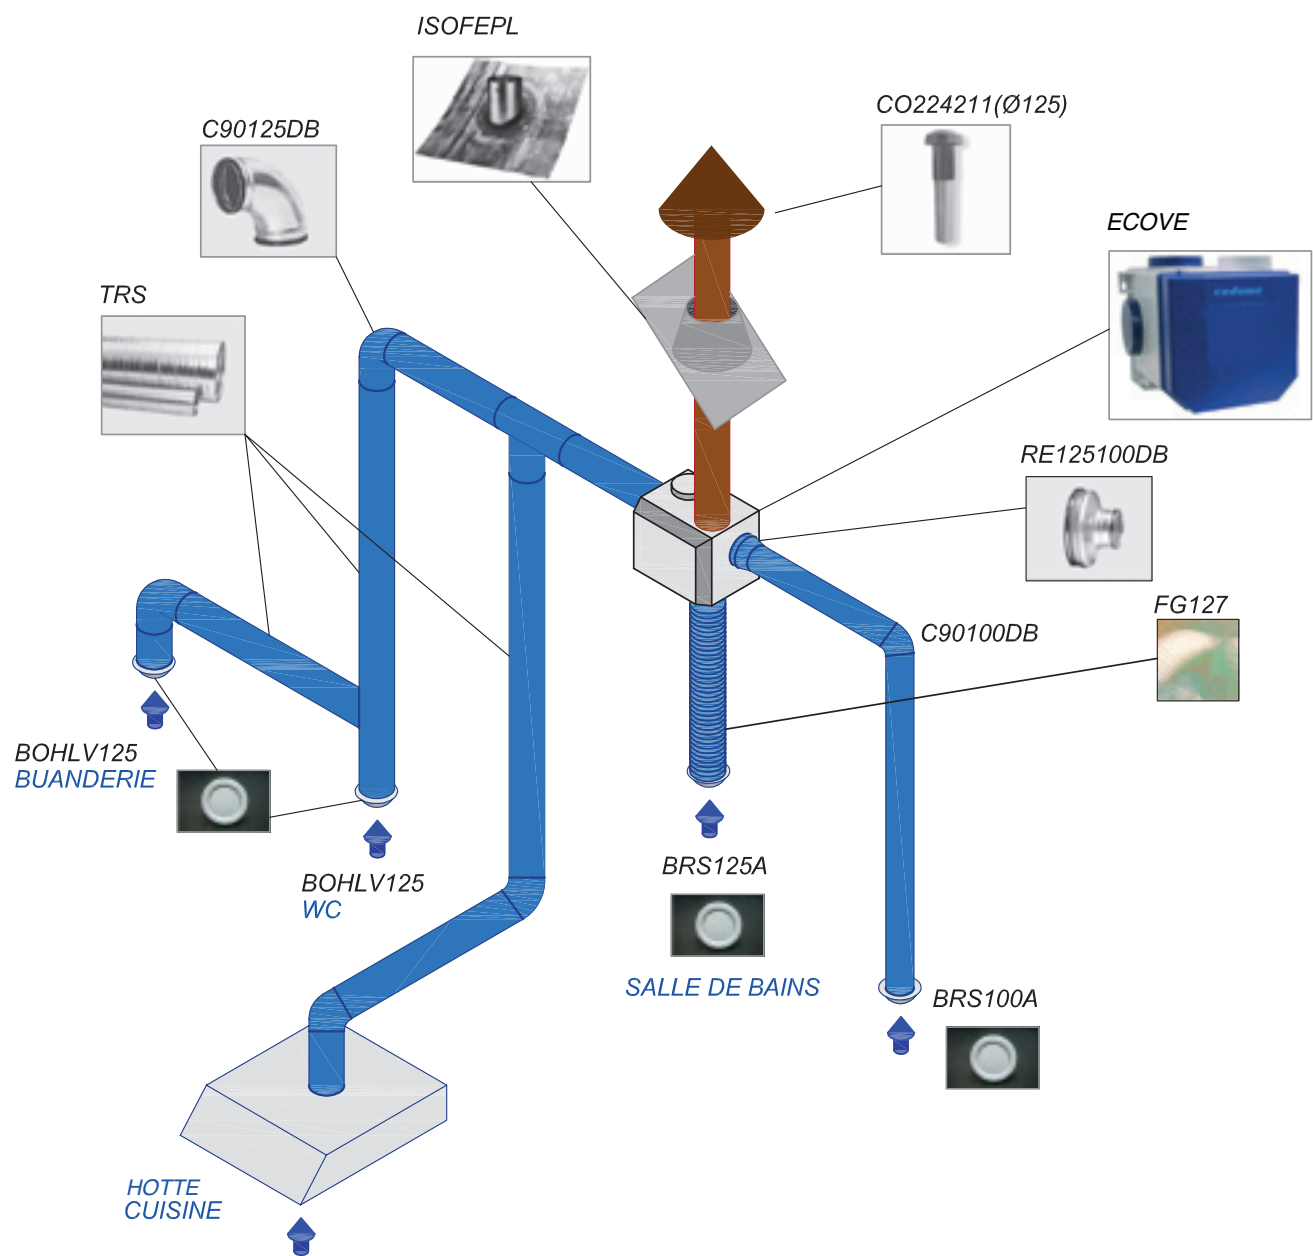 ISOFEPL
CO224211(Ø125)
C90125DB
ECOVE
TRS
RE125100DB
FG127
C90100DB
BOHLV125
BUANDERIE
BOHLV125
WC
BRS125A
SALLE DE BAINS
BRS100A
HOTTE
CUISINE